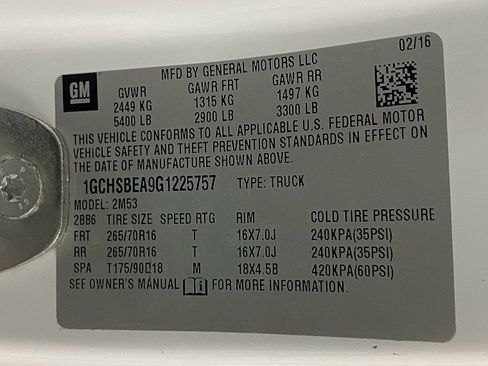 02/16
GM
MFD BY GENERAL MOTORS LLC
GVWR GAWR FRT GAWR RR
2449 KG 1315 KG 1497 KG
5400 LB 2900 LB 3300 LB
THIS VEHICLE CONFORMS TO ALL APPLICABLE U.S. FEDERAL MOTOR
VEHICLE SAFETY AND THEFT PREVENTION STANDARDS IN EFFECT ON
THE DATE OF MANUFACTURE SHOWN ABOVE.
1GCHSBEA9G1225757 TYPE: TRUCK
MODEL: 2M53
2BB6 TIRE SIZE SPEED RTG RIM COLD TIRE PRESSURE
FRT 265/70R16 T 16X7.0J 240KPA(35PSI)
RR 265/70R16 T 16X7.0J 240KPA(35PSI)
SPA T175/90▯18 M 18X4.5B 420KPA(60PSI)
SEE OWNER'S MANUAL FOR MORE INFORMATION.